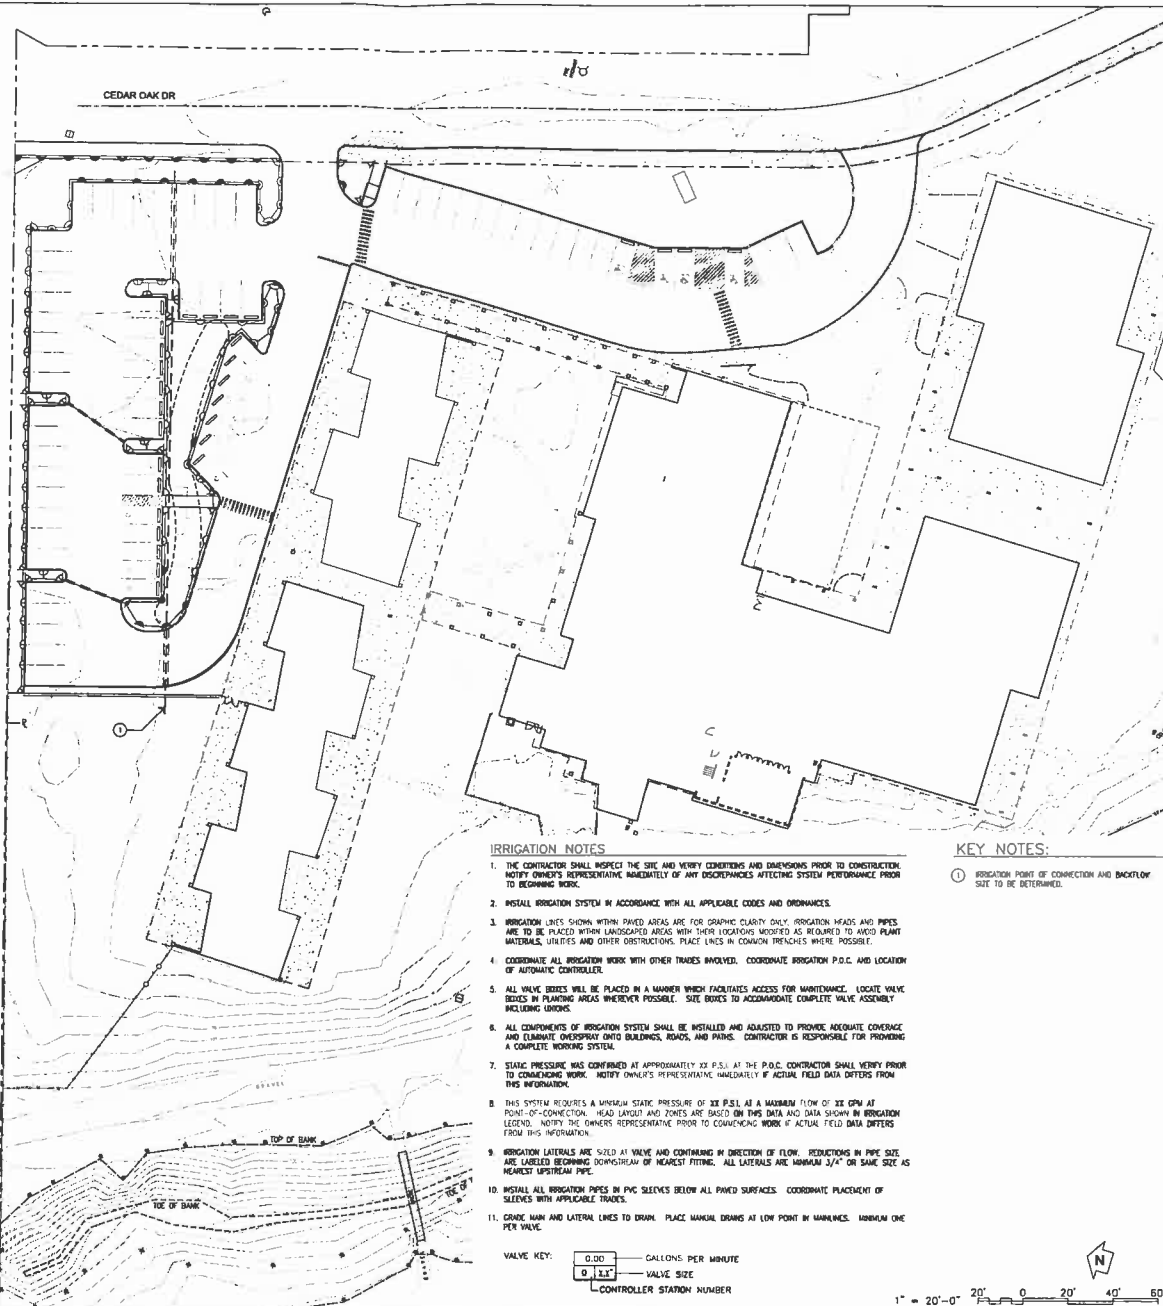 CEDAR OAK DR
1
GRAVEL
TOP OF BANK
TOE OF BANK
TOE OF
IRRIGATION NOTES
1. THE CONTRACTOR SHALL INSPECT THE SITE AND VERIFY CONDITIONS AND DIMENSIONS PRIOR TO CONSTRUCTION.
NOTIFY OWNER'S REPRESENTATIVE IMMEDIATELY OF ANY DISCREPANCIES AFFECTING SYSTEM PERFORMANCE PRIOR
TO BEGINNING WORK.
2. INSTALL IRRIGATION SYSTEM IN ACCORDANCE WITH ALL APPLICABLE CODES AND ORDINANCES.
3. IRRIGATION LINES SHOWN WITHIN PAVED AREAS ARE FOR GRAPHIC CLARITY ONLY. IRRIGATION HEADS AND PIPES
ARE TO BE PLACED WITHIN LANDSCAPED AREAS WITH THEIR LOCATIONS MODIFIED AS REQUIRED TO AVOID PLANT
MATERIALS, UTILITIES AND OTHER OBSTRUCTIONS. PLACE LINES IN COMMON TRENCHES WHERE POSSIBLE.
4. COORDINATE ALL IRRIGATION WORK WITH OTHER TRADES INVOLVED. COORDINATE IRRIGATION P.O.C. AND LOCATION
OF AUTOMATIC CONTROLLER.
5. ALL VALVE BOXES WILL BE PLACED IN A MANNER WHICH FACILITATES ACCESS FOR MAINTENANCE. LOCATE VALVE
BOXES IN PLANTING AREAS WHEREVER POSSIBLE. SIZE BOXES TO ACCOMMODATE COMPLETE VALVE ASSEMBLY
INCLUDING UNIONS.
6. ALL COMPONENTS OF IRRIGATION SYSTEM SHALL BE INSTALLED AND ADJUSTED TO PROVIDE ADEQUATE COVERAGE
AND ELIMINATE OVERSPRAY ONTO BUILDINGS, ROADS, AND PATHS. CONTRACTOR IS RESPONSIBLE FOR PROVIDING
A COMPLETE WORKING SYSTEM.
7. STATIC PRESSURE WAS CONFIRMED AT APPROXIMATELY XX P.S.I. AT THE P.O.C. CONTRACTOR SHALL VERIFY PRIOR
TO COMMENCING WORK. NOTIFY OWNER'S REPRESENTATIVE IMMEDIATELY IF ACTUAL FIELD DATA DIFFERS FROM
THIS INFORMATION.
8. THIS SYSTEM REQUIRES A MINIMUM STATIC PRESSURE OF XX P.S.I. AT A MAXIMUM FLOW OF XX GPM AT
POINT-OF-CONNECTION. HEAD LAYOUT AND ZONES ARE BASED ON THIS DATA AND DATA SHOWN IN IRRIGATION
LEGEND. NOTIFY THE OWNERS REPRESENTATIVE PRIOR TO COMMENCING WORK IF ACTUAL FIELD DATA DIFFERS
FROM THIS INFORMATION.
9. IRRIGATION LATERALS ARE SIZED AT VALVE AND CONTINUING IN DIRECTION OF FLOW. REDUCTIONS IN PIPE SIZE
ARE LABELED BEGINNING DOWNSTREAM OF NEAREST FITTING. ALL LATERALS ARE MINIMUM 3/4" OR SAME SIZE AS
NEAREST UPSTREAM PIPE.
10. INSTALL ALL IRRIGATION PIPES IN PVC SLEEVES BELOW ALL PAVED SURFACES. COORDINATE PLACEMENT OF
SLEEVES WITH APPLICABLE TRADES.
11. GRADE MAIN AND LATERAL LINES TO DRAIN. PLACE MANUAL DRAINS AT LOW POINT IN MAINLINES. MINIMUM ONE
PER VALVE.
VALVE KEY:
0.00 GALLONS PER MINUTE
0 X.X" VALVE SIZE
CONTROLLER STATION NUMBER
KEY NOTES:
1 IRRIGATION POINT OF CONNECTION AND BACKFLOW
SIZE TO BE DETERMINED.
N
1" = 20'-0" 20' 0 20' 40' 60